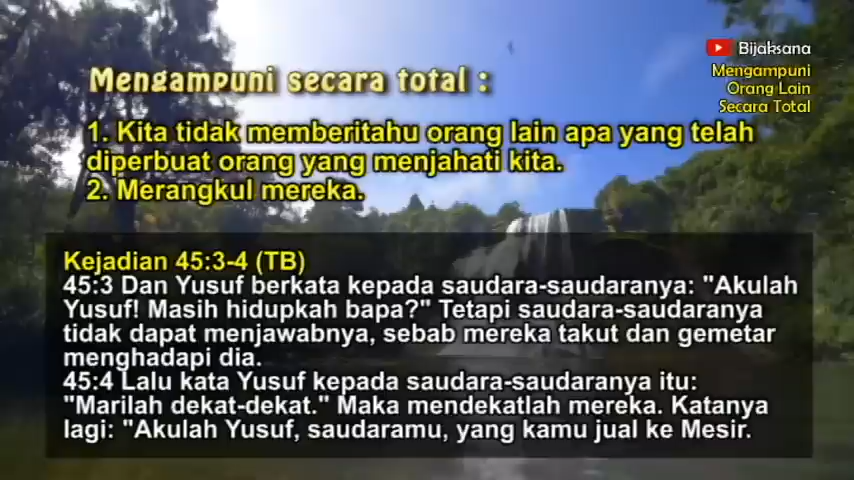 Bijaksana
Mengampuni
Orang Lain
Secara Total
Mengampuni secara total :
1. Kita tidak memberitahu orang lain apa yang telah
diperbuat orang yang menjahati kita.
2. Merangkul mereka.
Kejadian 45:3-4 (TB)
45:3 Dan Yusuf berkata kepada saudara-saudaranya: "Akulah
Yusuf! Masih hidupkah bapa?" Tetapi saudara-saudaranya
tidak dapat menjawabnya, sebab mereka takut dan gemetar
menghadapi dia.
45:4 Lalu kata Yusuf kepada saudara-saudaranya itu:
"Marilah dekat-dekat." Maka mendekatlah mereka. Katanya
lagi: "Akulah Yusuf, saudaramu, yang kamu jual ke Mesir.